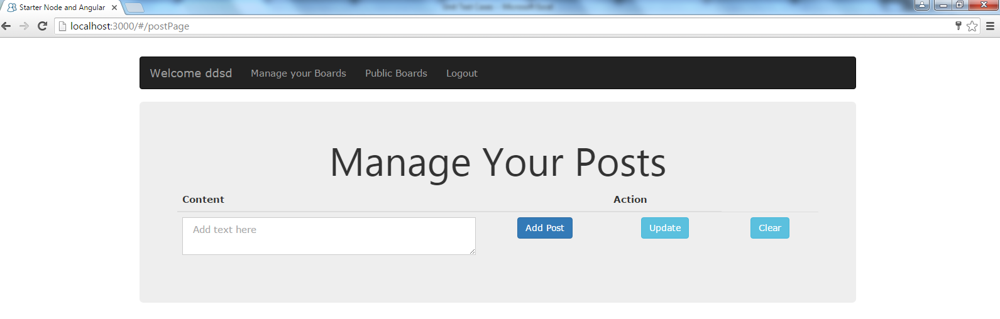 Starter Node and Angular
localhost:3000/#/postPage
Welcome ddsd Manage your Boards Public Boards Logout
Manage Your Posts
Content Action
Add text here Add Post Update Clear